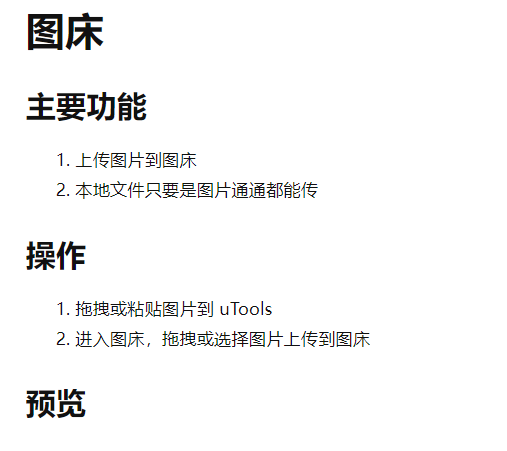 图床
主要功能
1. 上传图片到图床
2. 本地文件只要是图片通通都能传
操作
1. 拖拽或粘贴图片到 uTools
2. 进入图床，拖拽或选择图片上传到图床
预览